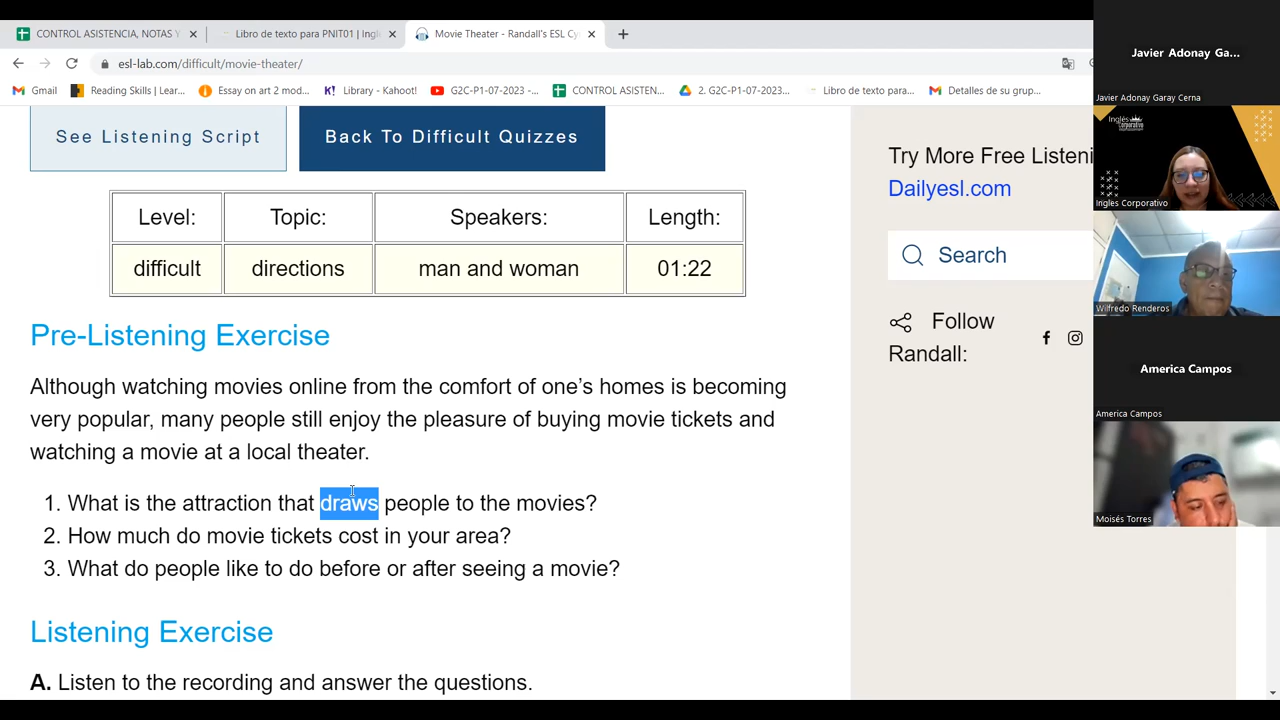 CONTROL ASISTENCIA, NOTAS Y
Libro de texto para PNIT01 | Ingl
Movie Theater - Randall's ESL Cy
esl-lab.com/difficult/movie-theater/
Gmail
Reading Skills | Lear...
Essay on art 2 mod...
Library - Kahoot!
G2C-P1-07-2023 -...
CONTROL ASISTEN...
2. G2C-P1-07-2023...
Libro de texto para...
Detalles de su grup...
See Listening Script
Back To Difficult Quizzes
Level: Topic: Speakers: Length:
difficult directions man and woman 01:22
Pre-Listening Exercise
Although watching movies online from the comfort of one’s homes is becoming
very popular, many people still enjoy the pleasure of buying movie tickets and
watching a movie at a local theater.
1. What is the attraction that draws people to the movies?
2. How much do movie tickets cost in your area?
3. What do people like to do before or after seeing a movie?
Listening Exercise
A. Listen to the recording and answer the questions.
Try More Free Listeni
Dailyesl.com
Search
Follow
Randall:
Javier Adonay Ga...
Javier Adonay Garay Cerna
Inglés
Corporativo
Ingles Corporativo
Wilfredo Renderos
America Campos
America Campos
Moisés Torres